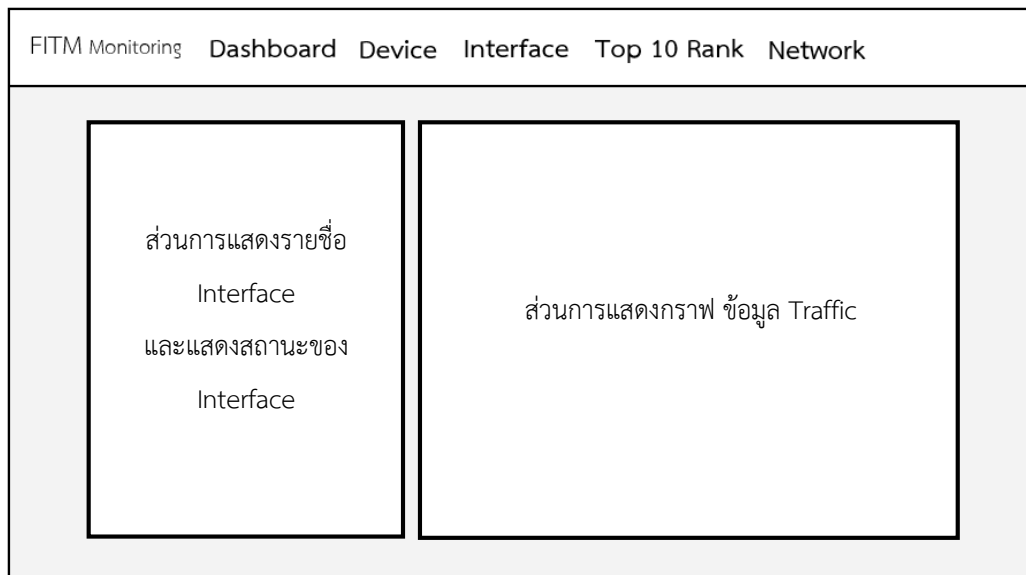 FITM Monitoring Dashboard Device Interface Top 10 Rank Network
ส่วนการแสดงรายชื่อ
Interface
และแสดงสถานะของ
Interface
ส่วนการแสดงกราฟ ข้อมูล Traffic